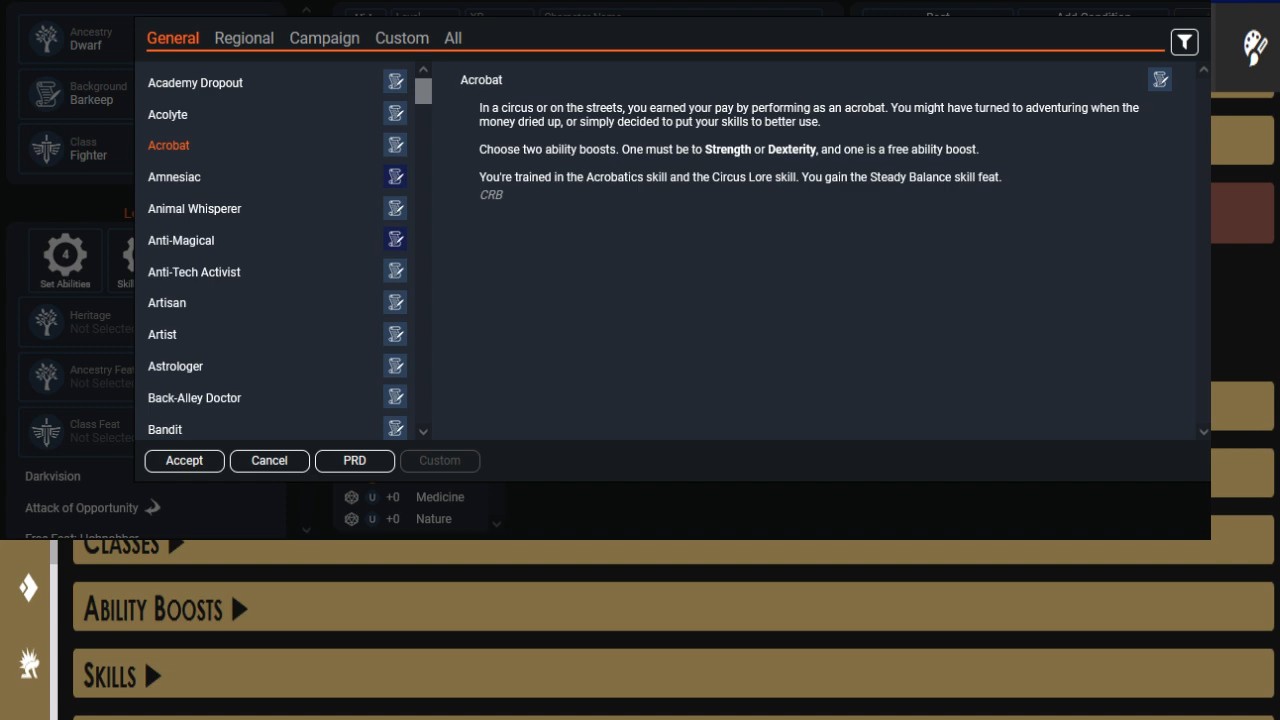 General Regional Campaign Custom All
Ancestry
Dwarf
Background
Barkeep
Class
Fighter
4
Set Abilities
Heritage
Not Selected
Ancestry Feat
Not Selected
Class Feat
Not Selected
Darkvision
Attack of Opportunity
Academy Dropout
Acolyte
Acrobat
Amnesiac
Animal Whisperer
Anti-Magical
Anti-Tech Activist
Artisan
Artist
Astrologer
Back-Alley Doctor
Bandit
Acrobat
In a circus or on the streets, you earned your pay by performing as an acrobat. You might have turned to adventuring when the
money dried up, or simply decided to put your skills to better use.
Choose two ability boosts. One must be to Strength or Dexterity, and one is a free ability boost.
You're trained in the Acrobatics skill and the Circus Lore skill. You gain the Steady Balance skill feat.
CRB
Accept Cancel PRD Custom
U +0 Medicine
U +0 Nature
CLASSES
ABILITY BOOSTS
SKILLS